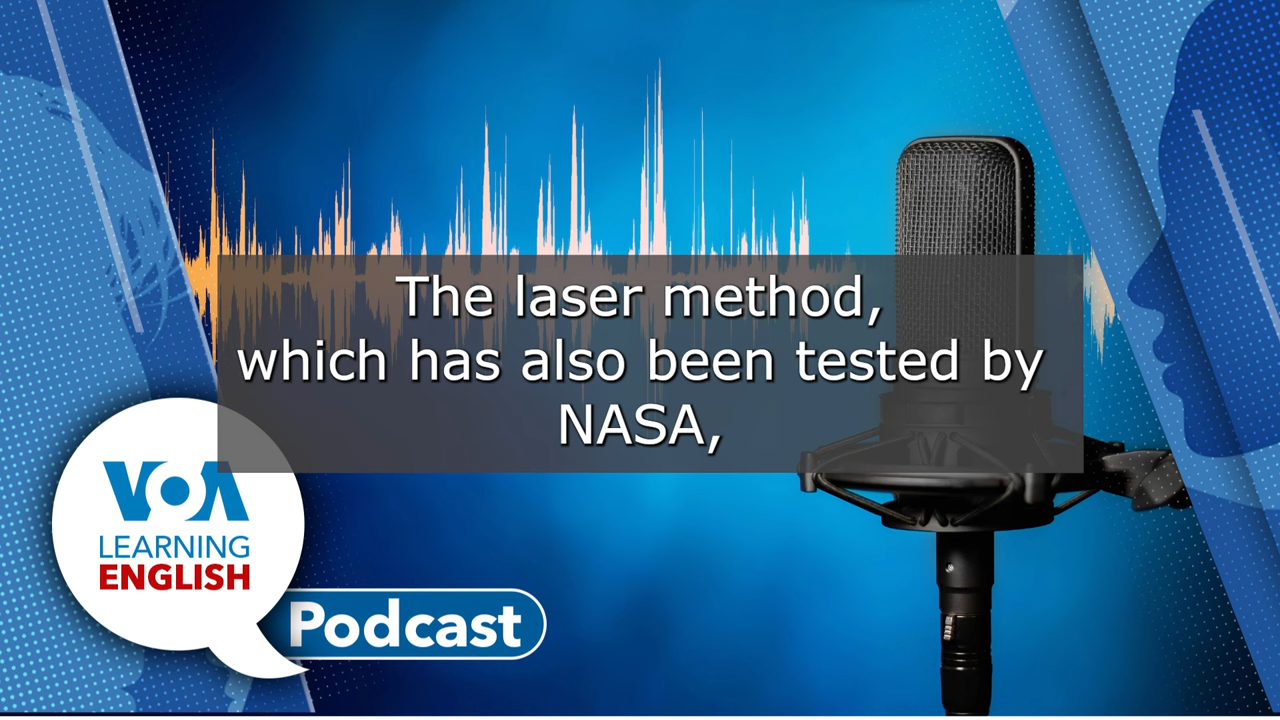 The laser method,
which has also been tested by
NASA,
VOA
LEARNING
ENGLISH
Podcast